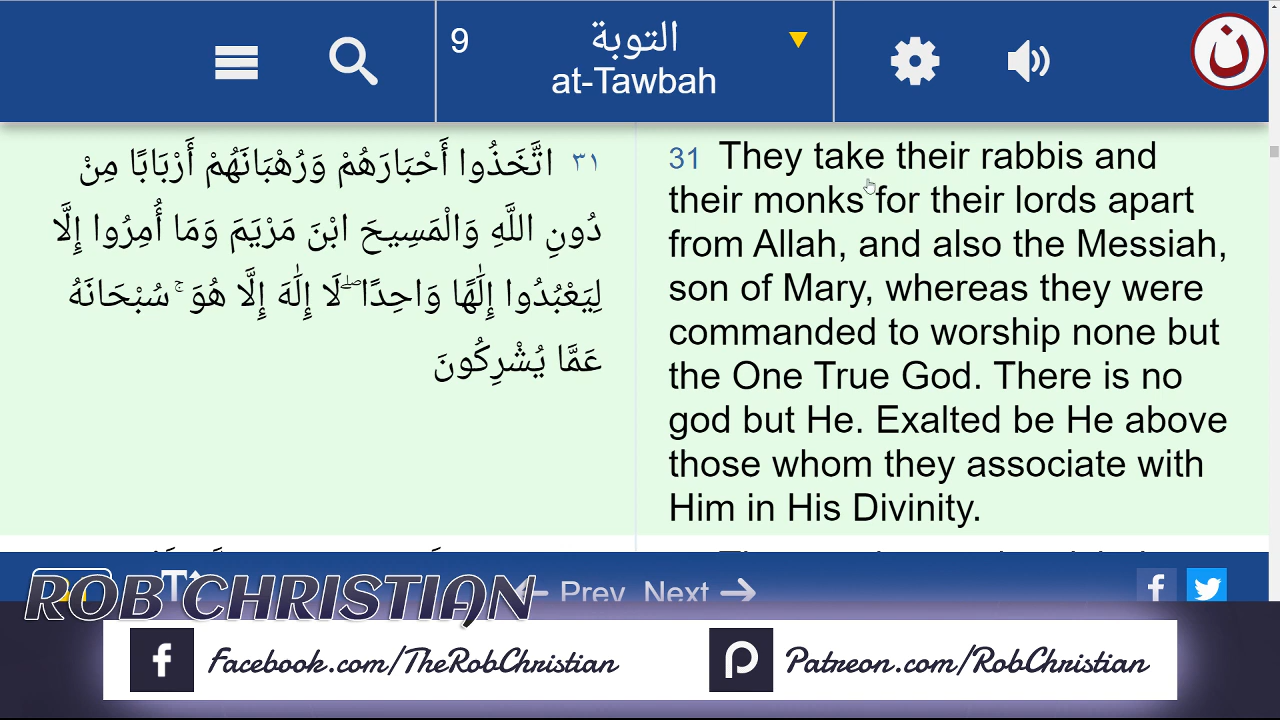 9
التوبة
at-Tawbah
ن
٣١ اتَّخَذُوا أَحْبَارَهُمْ وَرُهْبَانَهُمْ أَرْبَابًا مِنْ
دُونِ اللَّهِ وَالْمَسِيحَ ابْنَ مَرْيَمَ وَمَا أُمِرُوا إِلَّا
لِيَعْبُدُوا إِلَٰهًا وَاحِدًا ۖ لَا إِلَٰهَ إِلَّا هُوَ ۚ سُبْحَانَهُ
عَمَّا يُشْرِكُونَ
31 They take their rabbis and
their monks for their lords apart
from Allah, and also the Messiah,
son of Mary, whereas they were
commanded to worship none but
the One True God. There is no
god but He. Exalted be He above
those whom they associate with
Him in His Divinity.
Prev Next
ROB CHRISTIAN
Facebook.com/TheRobChristian
Patreon.com/RobChristian